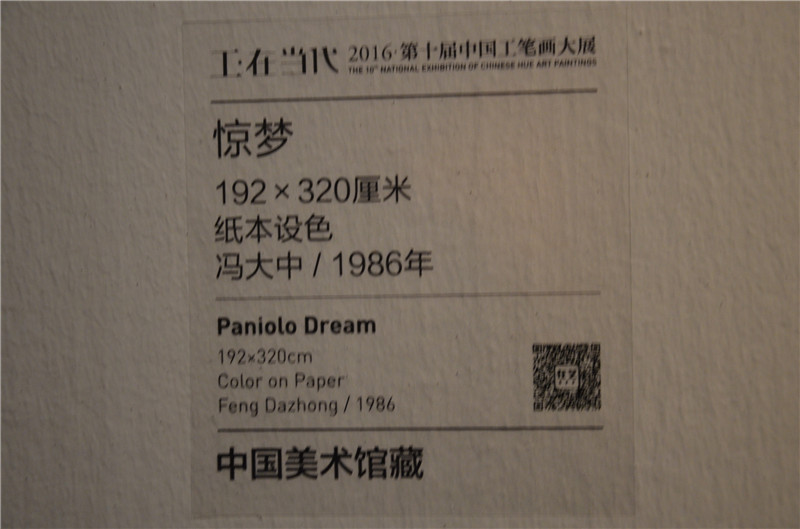 工在当代 2016·第十届中国工笔画大展
THE 10TH NATIONAL EXHIBITION OF CHINESE HUE ART PAINTINGS
惊梦
192×320厘米
纸本设色
冯大中 / 1986年
Paniolo Dream
192×320cm
Color on Paper
Feng Dazhong / 1986
中国美术馆藏